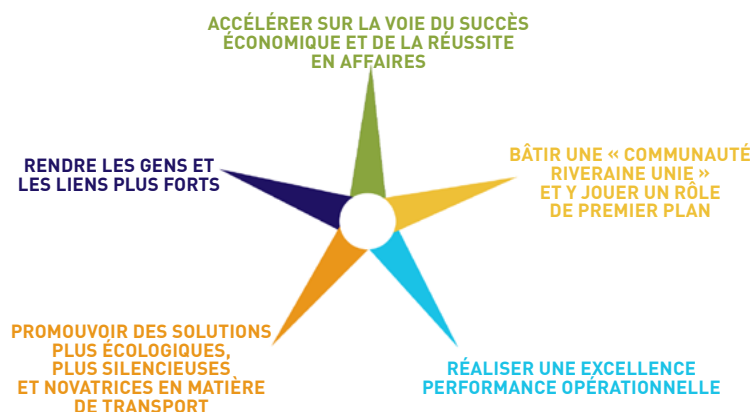 ACCÉLÉRER SUR LA VOIE DU SUCCÈS
ÉCONOMIQUE ET DE LA RÉUSSITE
EN AFFAIRES
RENDRE LES GENS ET
LES LIENS PLUS FORTS
BÂTIR UNE « COMMUNAUTÉ
RIVERAINE UNIE »
ET Y JOUER UN RÔLE
DE PREMIER PLAN
PROMOUVOIR DES SOLUTIONS
PLUS ÉCOLOGIQUES,
PLUS SILENCIEUSES
ET NOVATRICES EN MATIÈRE
DE TRANSPORT
RÉALISER UNE EXCELLENCE
PERFORMANCE OPÉRATIONNELLE